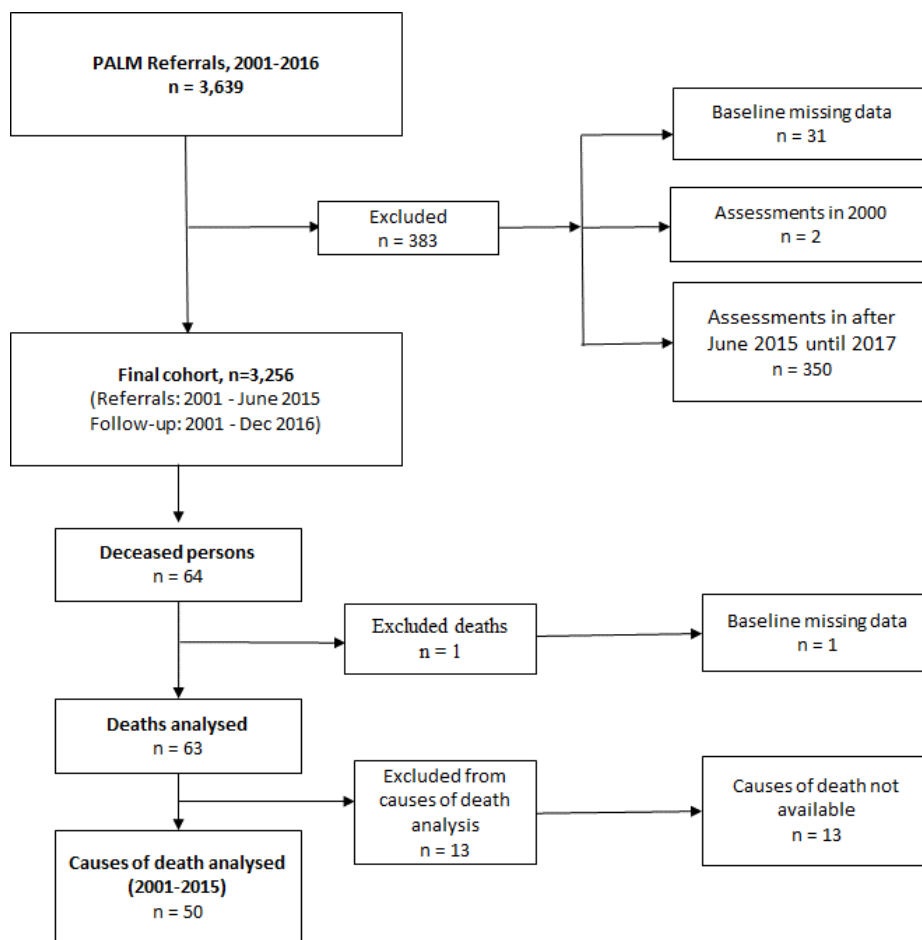 PALM Referrals, 2001-2016
n = 3,639
Baseline missing data
n = 31
Excluded
n = 383
Assessments in 2000
n = 2
Assessments in after
June 2015 until 2017
n = 350
Final cohort, n=3,256
(Referrals: 2001 - June 2015
Follow-up: 2001 - Dec 2016)
Deceased persons
n = 64
Excluded deaths
n = 1
Baseline missing data
n = 1
Deaths analysed
n = 63
Excluded from
causes of death
analysis
n = 13
Causes of death not
available
n = 13
Causes of death analysed
(2001-2015)
n = 50